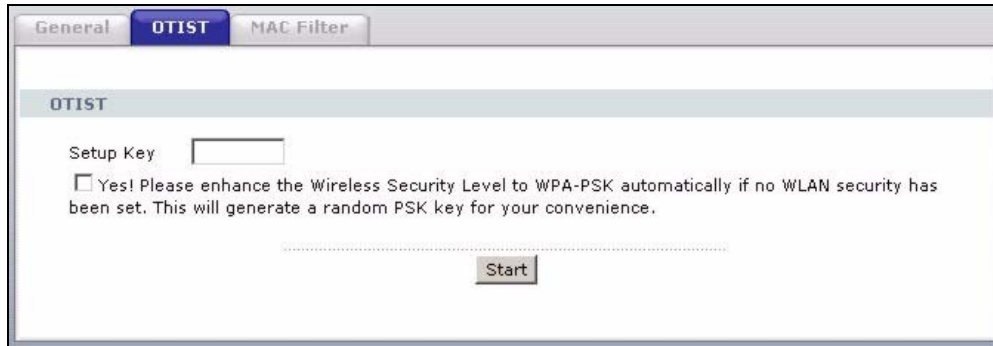 General OTIST MAC Filter
OTIST
Setup Key
Yes! Please enhance the Wireless Security Level to WPA-PSK automatically if no WLAN security has
been set. This will generate a random PSK key for your convenience.
Start